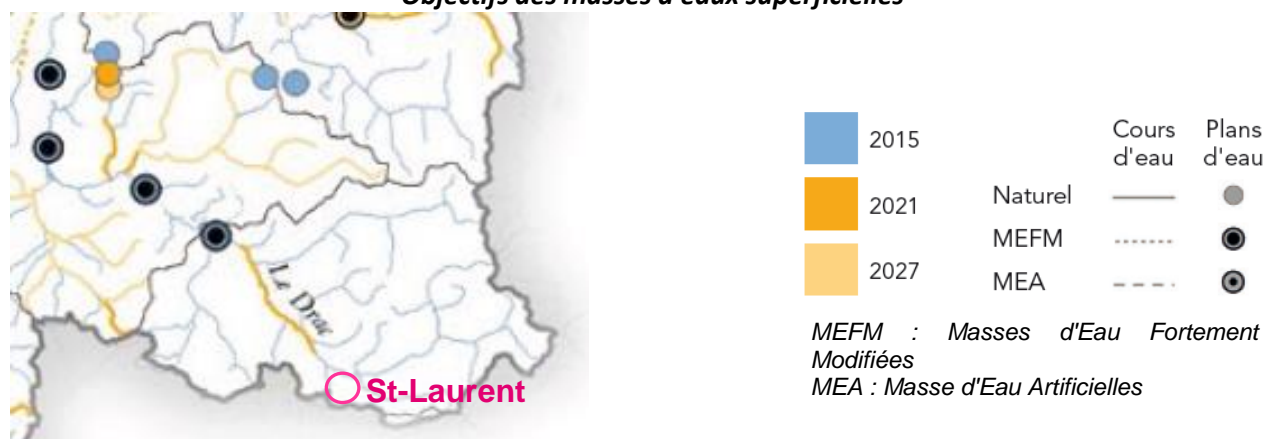 Objectifs des masses d'eaux superficielles
Le Drac
St-Laurent
2015
2021
2027
Cours d'eau
Plans d'eau
Naturel
MEFM
MEA
MEFM : Masses d'Eau Fortement
Modifiées
MEA : Masse d'Eau Artificielles